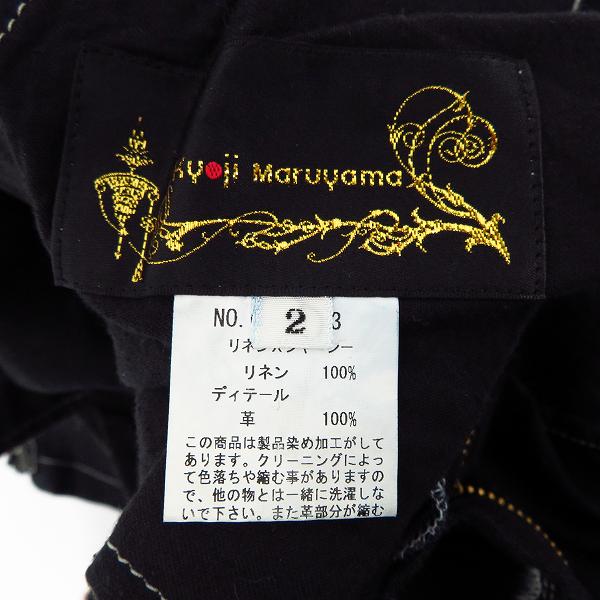 Kyoji Maruyama
NO. 3
2
リネン 100%
ディテール
革 100%
この商品は製品染め加工がして
あります。クリーニングによっ
て色落ちや縮む事がありますの
で、他の物とは一緒に洗濯しな
いで下さい。また革部分が縮む